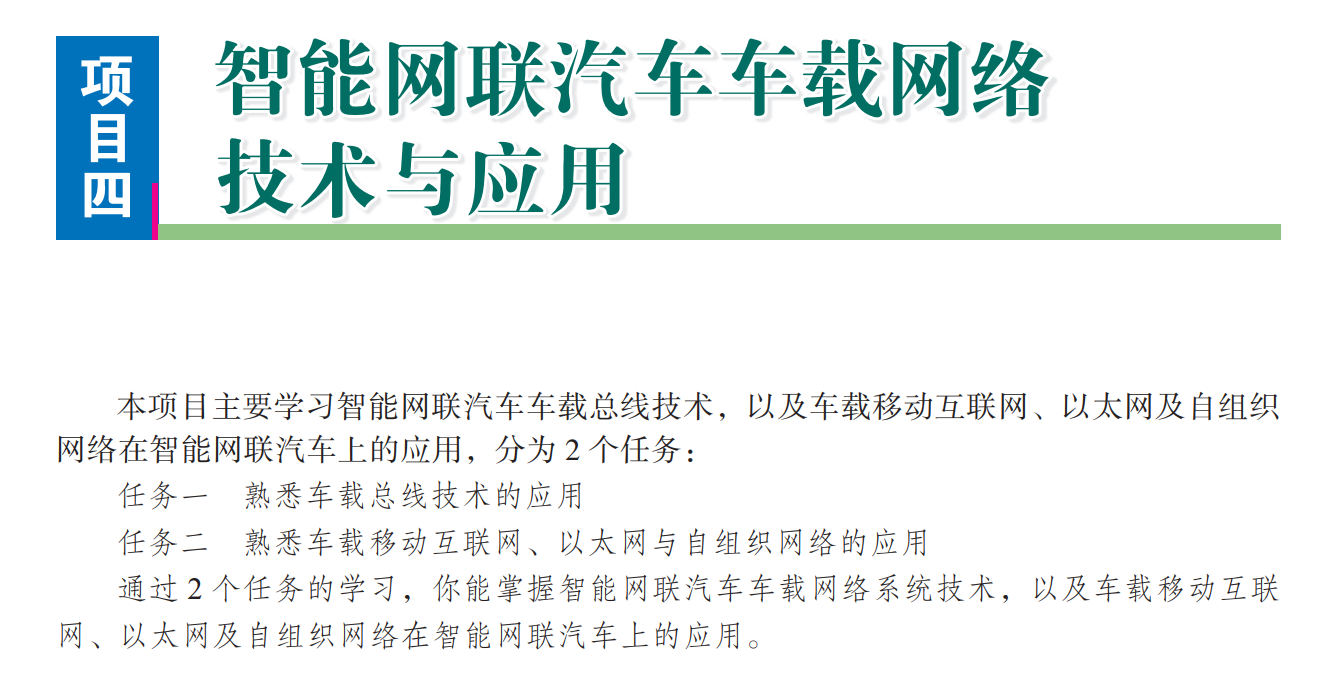 项目四
智能网联汽车车载网络
技术与应用
本项目主要学习智能网联汽车车载总线技术，以及车载移动互联网、以太网及自组织
网络在智能网联汽车上的应用，分为 2 个任务：
任务一　熟悉车载总线技术的应用
任务二　熟悉车载移动互联网、以太网与自组织网络的应用
通过 2 个任务的学习，你能掌握智能网联汽车车载网络系统技术，以及车载移动互联
网、以太网及自组织网络在智能网联汽车上的应用。